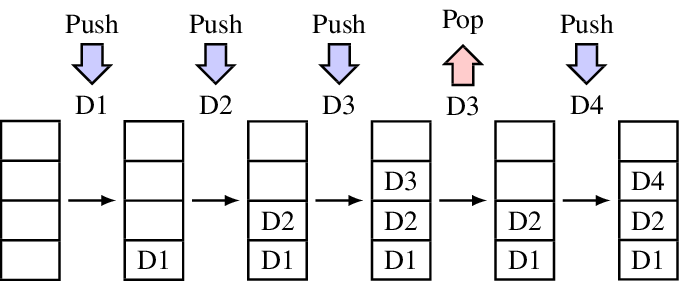 Push Push Push Pop Push
D1 D2 D3 D3 D4
D3 D4
D2 D2 D2 D2
D1 D1 D1 D1 D1